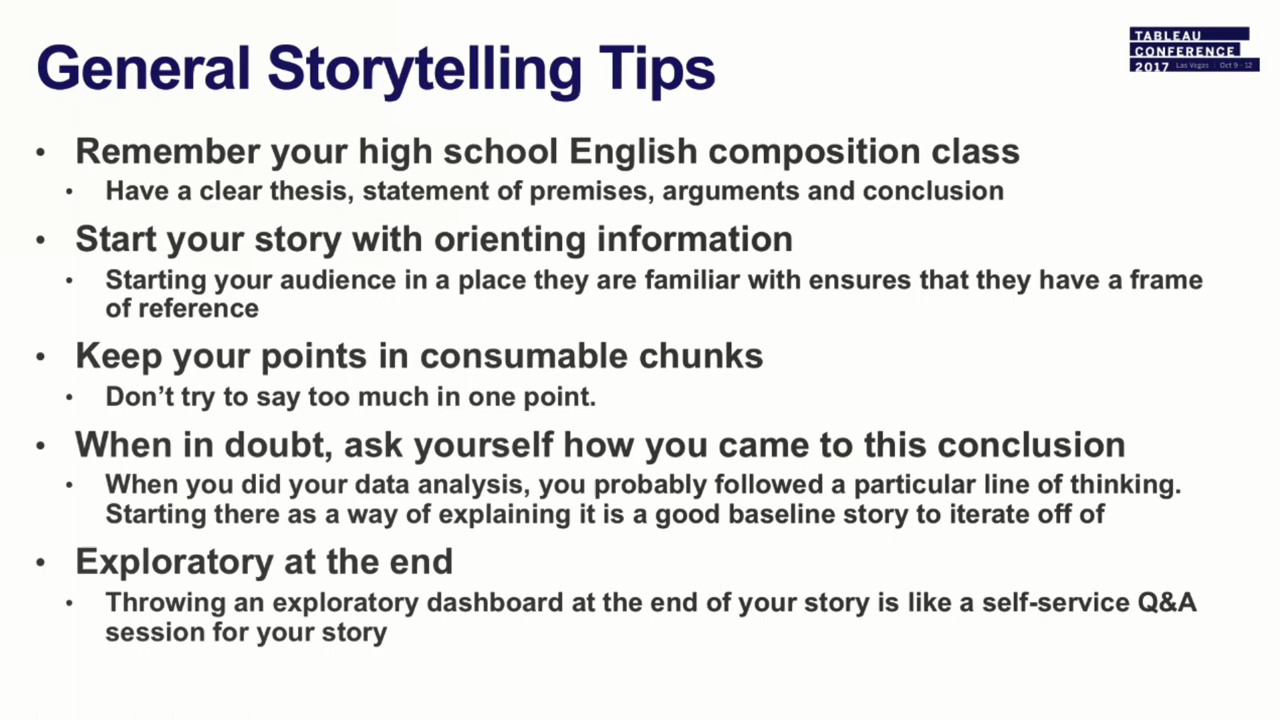 General Storytelling Tips
TABLEAU
CONFERENCE
2017 Las Vegas | Oct 9 - 12
• Remember your high school English composition class
• Have a clear thesis, statement of premises, arguments and conclusion
• Start your story with orienting information
• Starting your audience in a place they are familiar with ensures that they have a frame
of reference
• Keep your points in consumable chunks
• Don’t try to say too much in one point.
• When in doubt, ask yourself how you came to this conclusion
• When you did your data analysis, you probably followed a particular line of thinking.
Starting there as a way of explaining it is a good baseline story to iterate off of
• Exploratory at the end
• Throwing an exploratory dashboard at the end of your story is like a self-service Q&A
session for your story